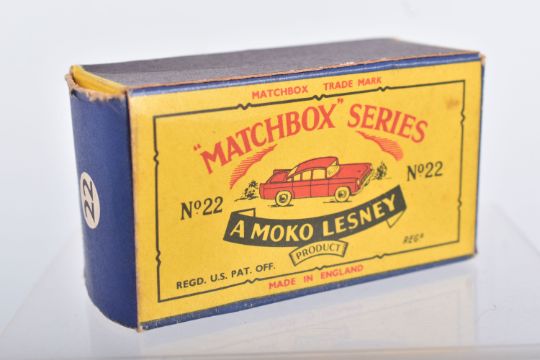 MATCHBOX TRADE MARK
"MATCHBOX" SERIES
Nº22 Nº22
A MOKO LESNEY
PRODUCT
REGD. U.S. PAT. OFF. REGD
MADE IN ENGLAND
22